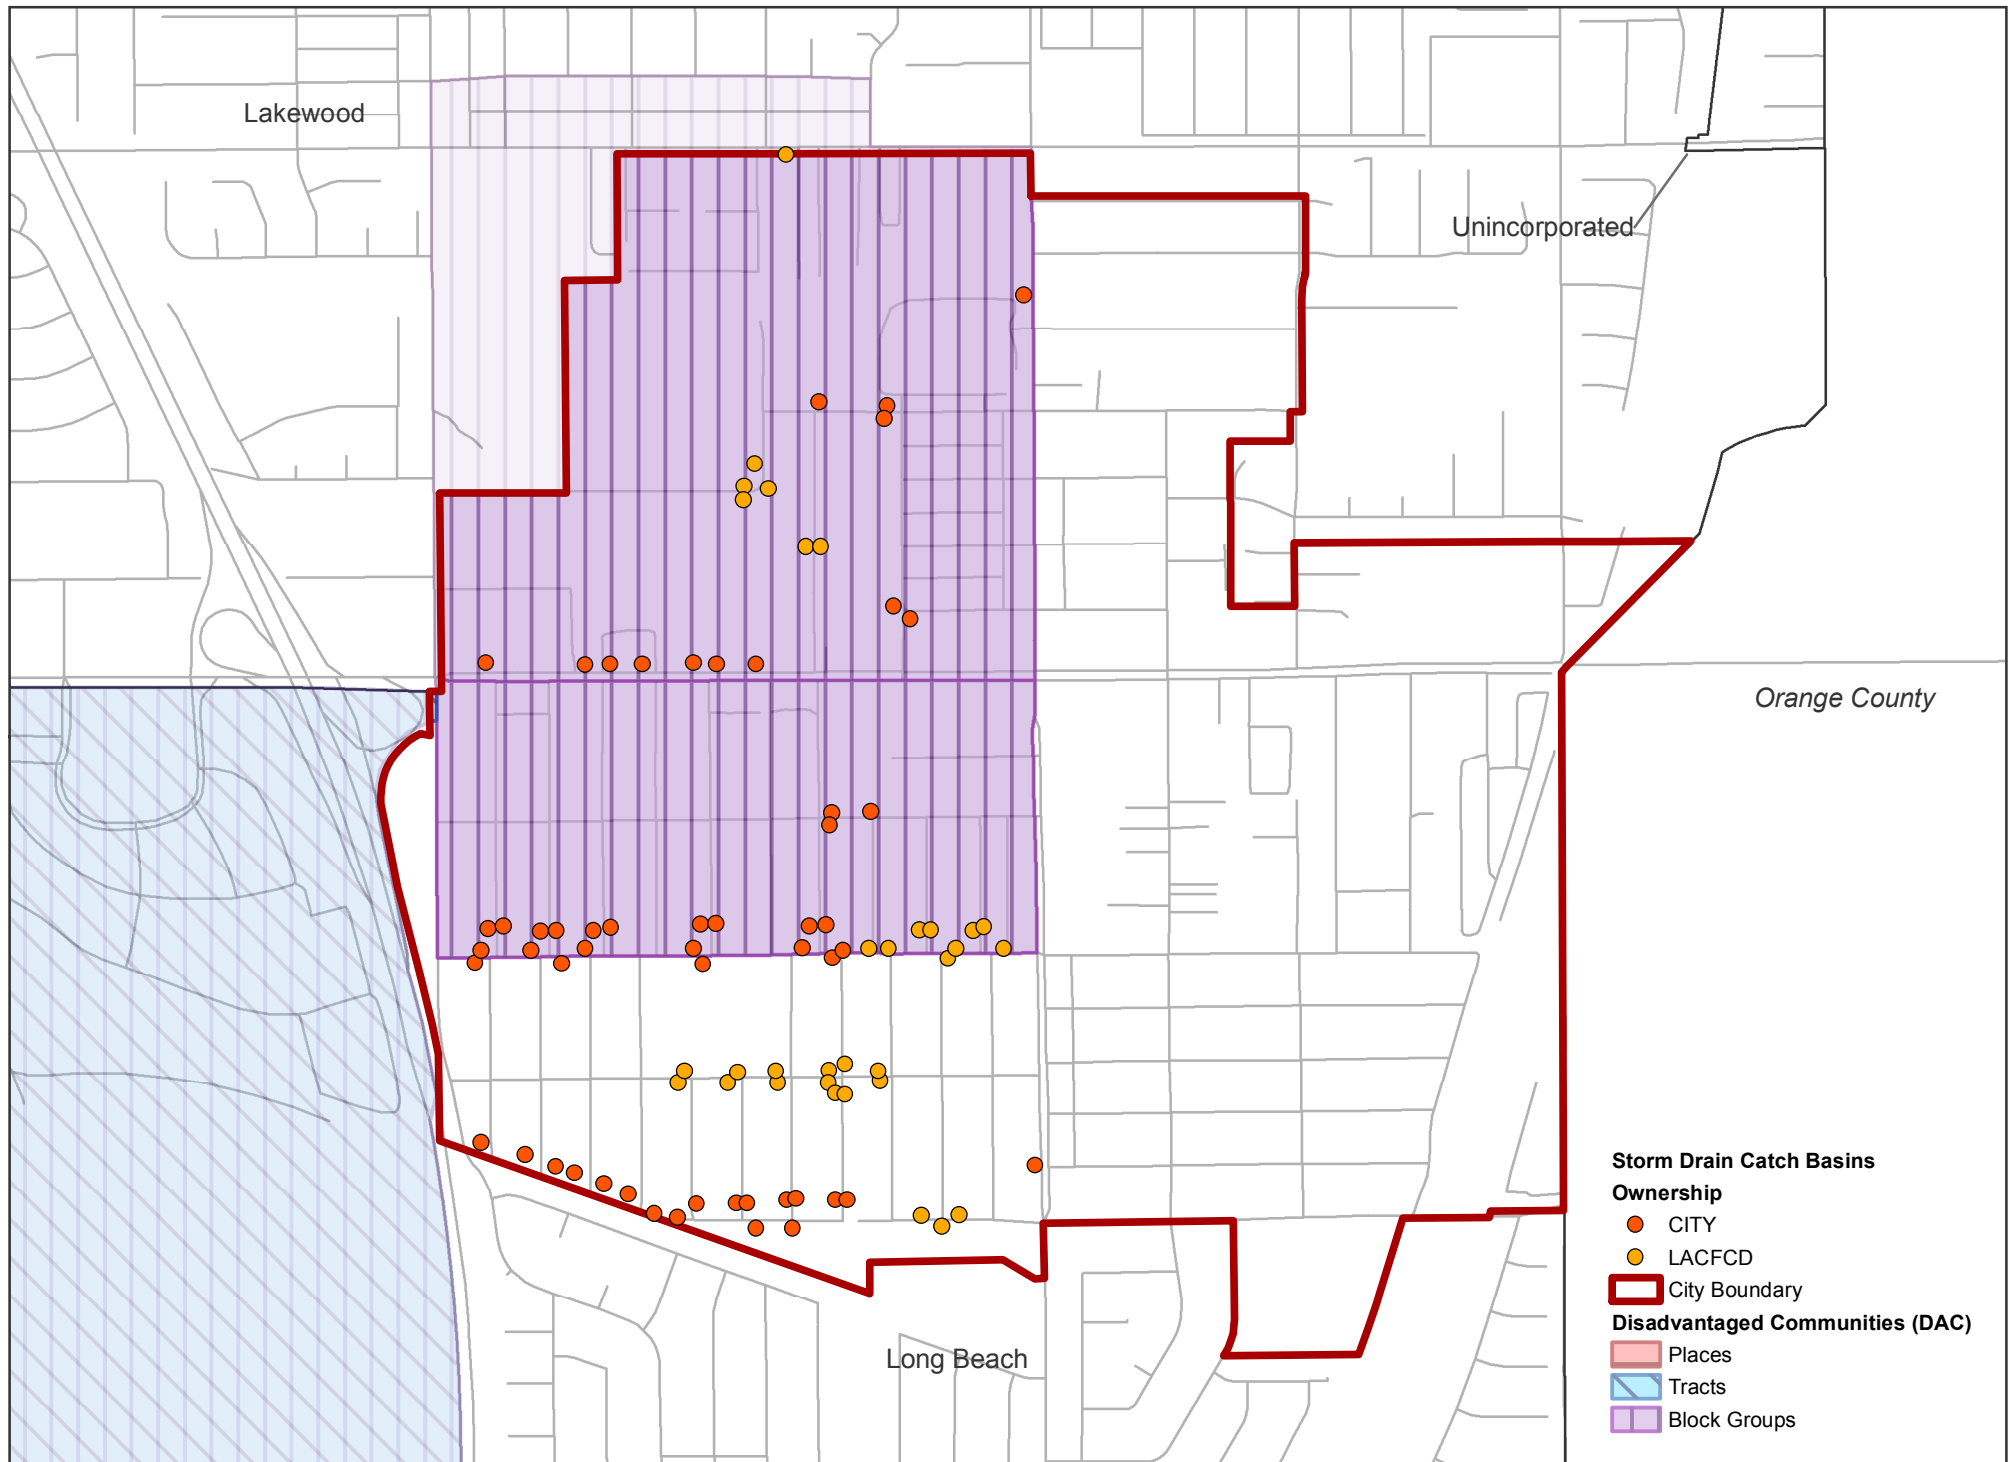 Lakewood
Unincorporated
Orange County
Long Beach
Storm Drain Catch Basins
Ownership
CITY
LACFCD
City Boundary
Disadvantaged Communities (DAC)
Places
Tracts
Block Groups